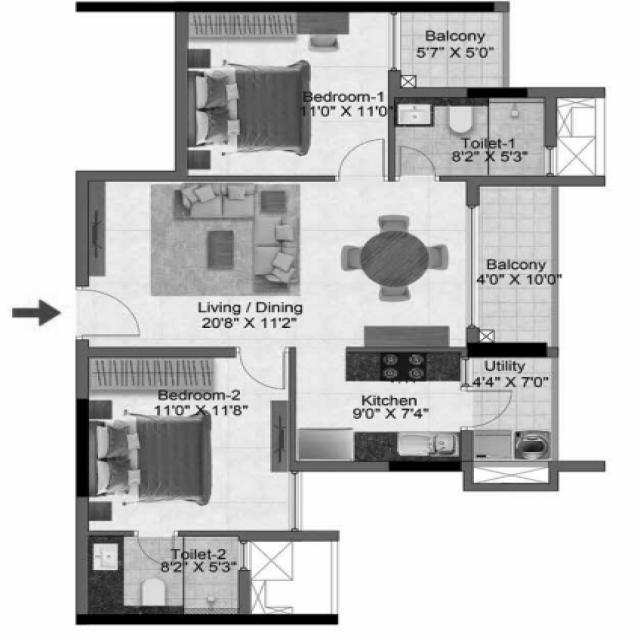 Balcony
5'7" X 5'0"
Bedroom-1
11'0" X 11'0"
Toilet-1
8'2" X 5'3"
Balcony
4'0" X 10'0"
Living / Dining
20'8" X 11'2"
Utility
4'4" X 7'0"
Bedroom-2
11'0" X 11'8"
Kitchen
9'0" X 7'4"
Toilet-2
8'2" X 5'3"